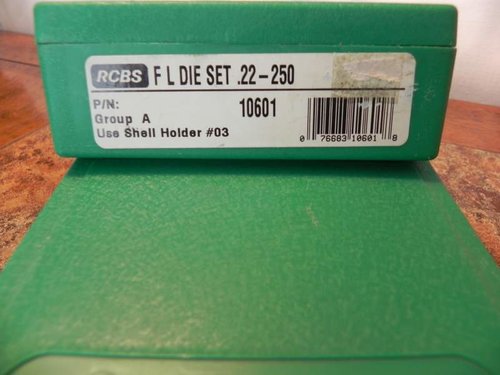 RCBS F L DIE SET .22-250
P/N: 10601
Group A
Use Shell Holder #03
0 76683 10601 8